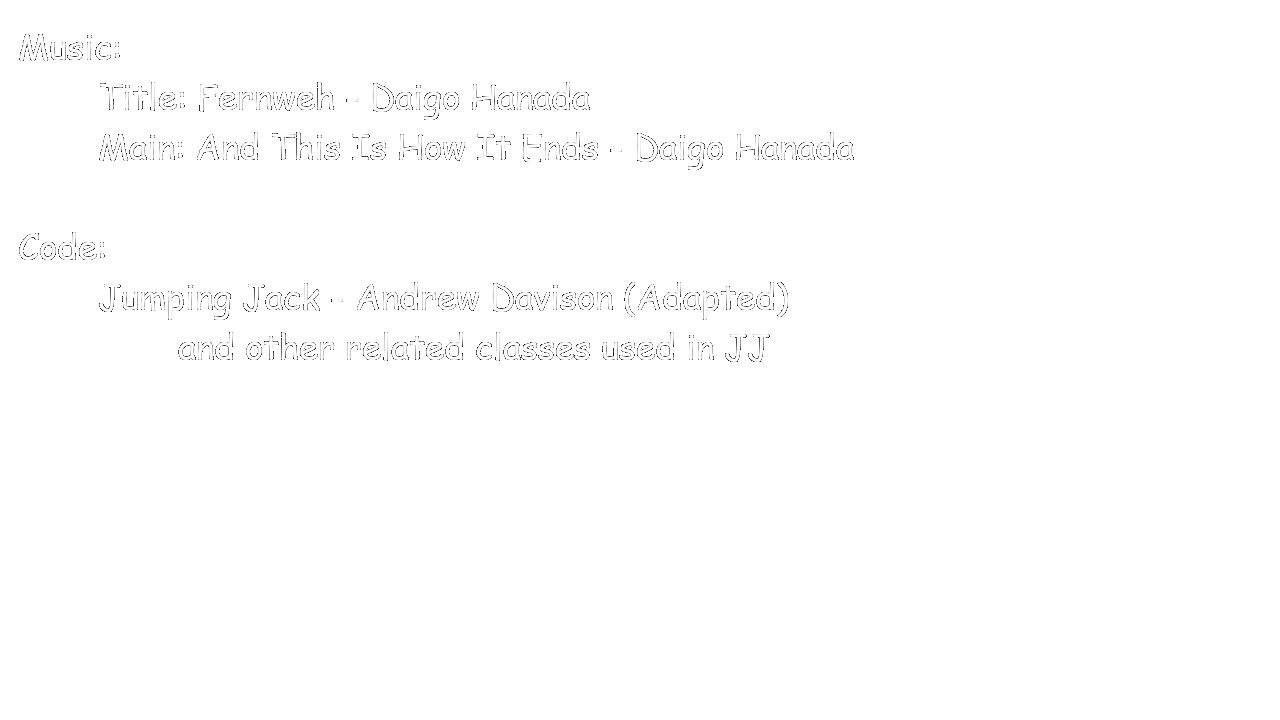 Music:
Title: Fernweh - Daigo Hanada
Main: And This Is How It Ends - Daigo Hanada
Code:
Jumping Jack - Andrew Davison (Adapted)
and other related classes used in JJ